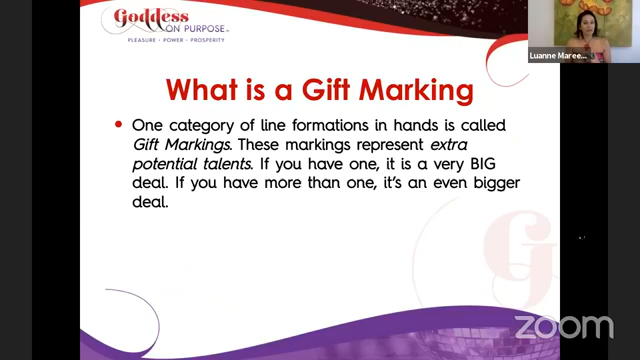 Goddess
ON PURPOSE
PLEASURE • POWER • PROSPERITY
Luanne Maree...
What is a Gift Marking
• One category of line formations in hands is called
Gift Markings. These markings represent extra
potential talents. If you have one, it is a very BIG
deal. If you have more than one, it's an even bigger
deal.
G
zoom